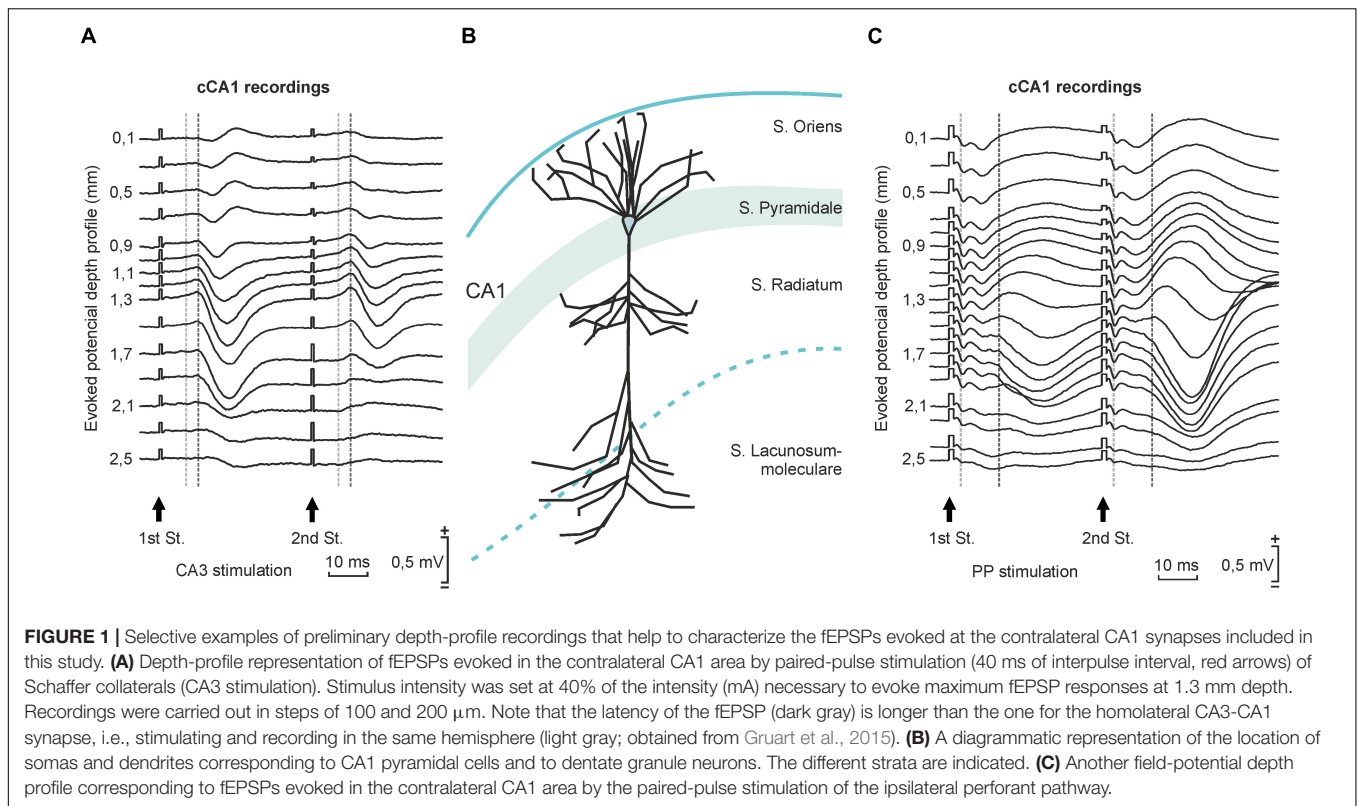 A
cCA1 recordings
Evoked potencial depth profile (mm)
0,1
0,5
0,9
1,1
1,3
1,7
2,1
2,5
1st St.
2nd St.
CA3 stimulation
10 ms
0,5 mV
+
=
B
S. Oriens
S. Pyramidale
CA1
S. Radiatum
S. Lacunosum-
moleculare
C
cCA1 recordings
Evoked potencial depth profile (mm)
0,1
0,5
0,9
1,3
1,7
2,1
2,5
1st St.
2nd St.
PP stimulation
10 ms
0,5 mV
+
=
FIGURE 1 | Selective examples of preliminary depth-profile recordings that help to characterize the fEPSPs evoked at the contralateral CA1 synapses included in
this study. (A) Depth-profile representation of fEPSPs evoked in the contralateral CA1 area by paired-pulse stimulation (40 ms of interpulse interval, red arrows) of
Schaffer collaterals (CA3 stimulation). Stimulus intensity was set at 40% of the intensity (mA) necessary to evoke maximum fEPSP responses at 1.3 mm depth.
Recordings were carried out in steps of 100 and 200 μm. Note that the latency of the fEPSP (dark gray) is longer than the one for the homolateral CA3-CA1
synapse, i.e., stimulating and recording in the same hemisphere (light gray; obtained from Gruart et al., 2015). (B) A diagrammatic representation of the location of
somas and dendrites corresponding to CA1 pyramidal cells and to dentate granule neurons. The different strata are indicated. (C) Another field-potential depth
profile corresponding to fEPSPs evoked in the contralateral CA1 area by the paired-pulse stimulation of the ipsilateral perforant pathway.